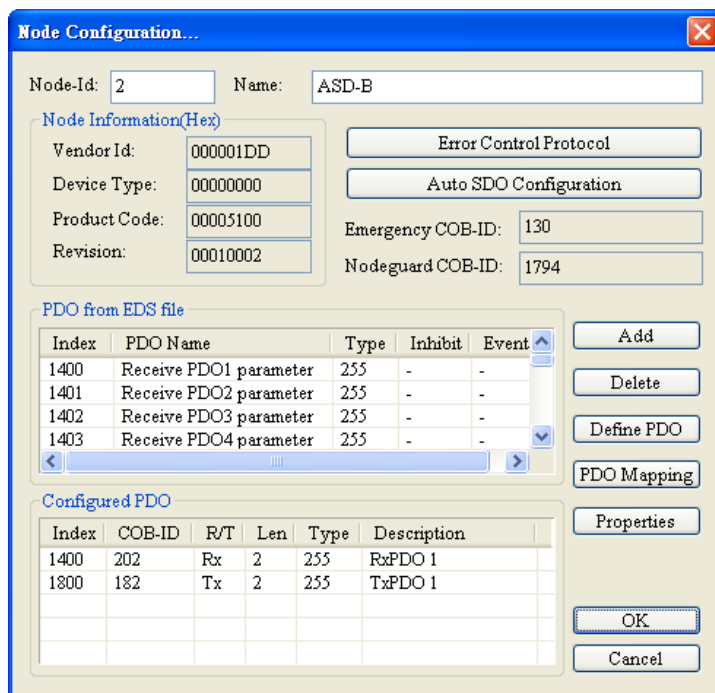 Node Configuration...
Node-Id: 2 Name: ASD-B
Node Information(Hex)
Vendor Id: 000001DD
Device Type: 00000000
Product Code: 00005100
Revision: 00010002
Error Control Protocol
Auto SDO Configuration
Emergency COB-ID: 130
Nodeguard COB-ID: 1794
PDO from EDS file
Index PDO Name Type Inhibit Event
1400 Receive PDO1 parameter 255 - -
1401 Receive PDO2 parameter 255 - -
1402 Receive PDO3 parameter 255 - -
1403 Receive PDO4 parameter 255 - -
Add
Delete
Define PDO
PDO Mapping
Properties
Configured PDO
Index COB-ID R/T Len Type Description
1400 202 Rx 2 255 RxPDO 1
1800 182 Tx 2 255 TxPDO 1
OK
Cancel